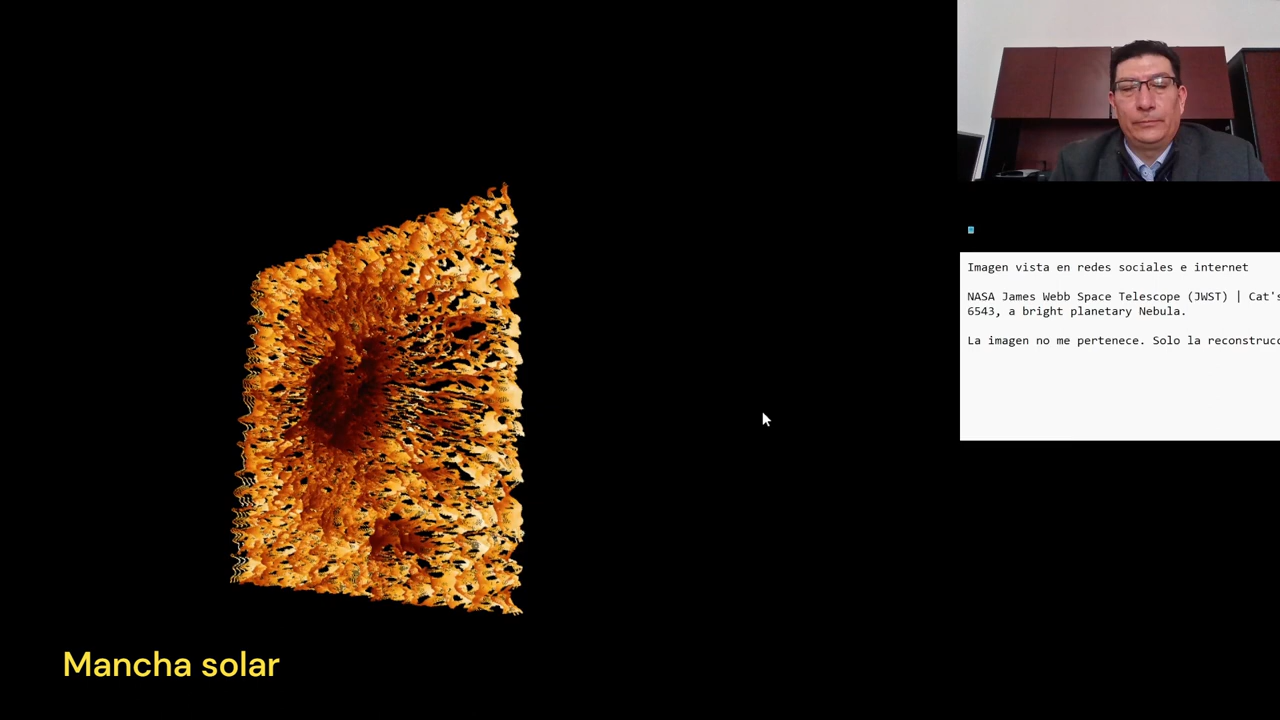 Imagen vista en redes sociales e internet
NASA James Webb Space Telescope (JWST) | Cat's
6543, a bright planetary Nebula.
La imagen no me pertenece. Solo la
Mancha solar